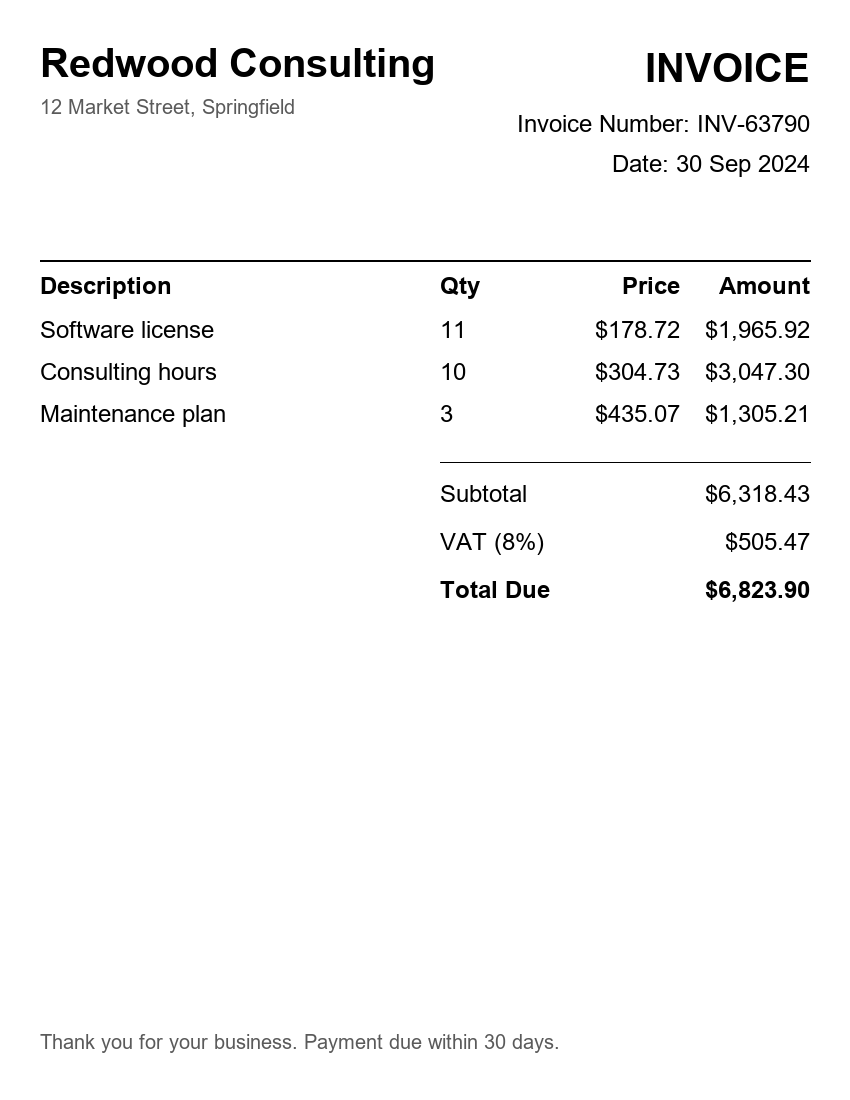 Redwood Consulting
INVOICE
12 Market Street, Springfield
Invoice Number: INV-63790
Date: 30 Sep 2024
Description Qty Price Amount
Software license 11 $178.72 $1,965.92
Consulting hours 10 $304.73 $3,047.30
Maintenance plan 3 $435.07 $1,305.21
Subtotal $6,318.43
VAT (8%) $505.47
Total Due $6,823.90
Thank you for your business. Payment due within 30 days.